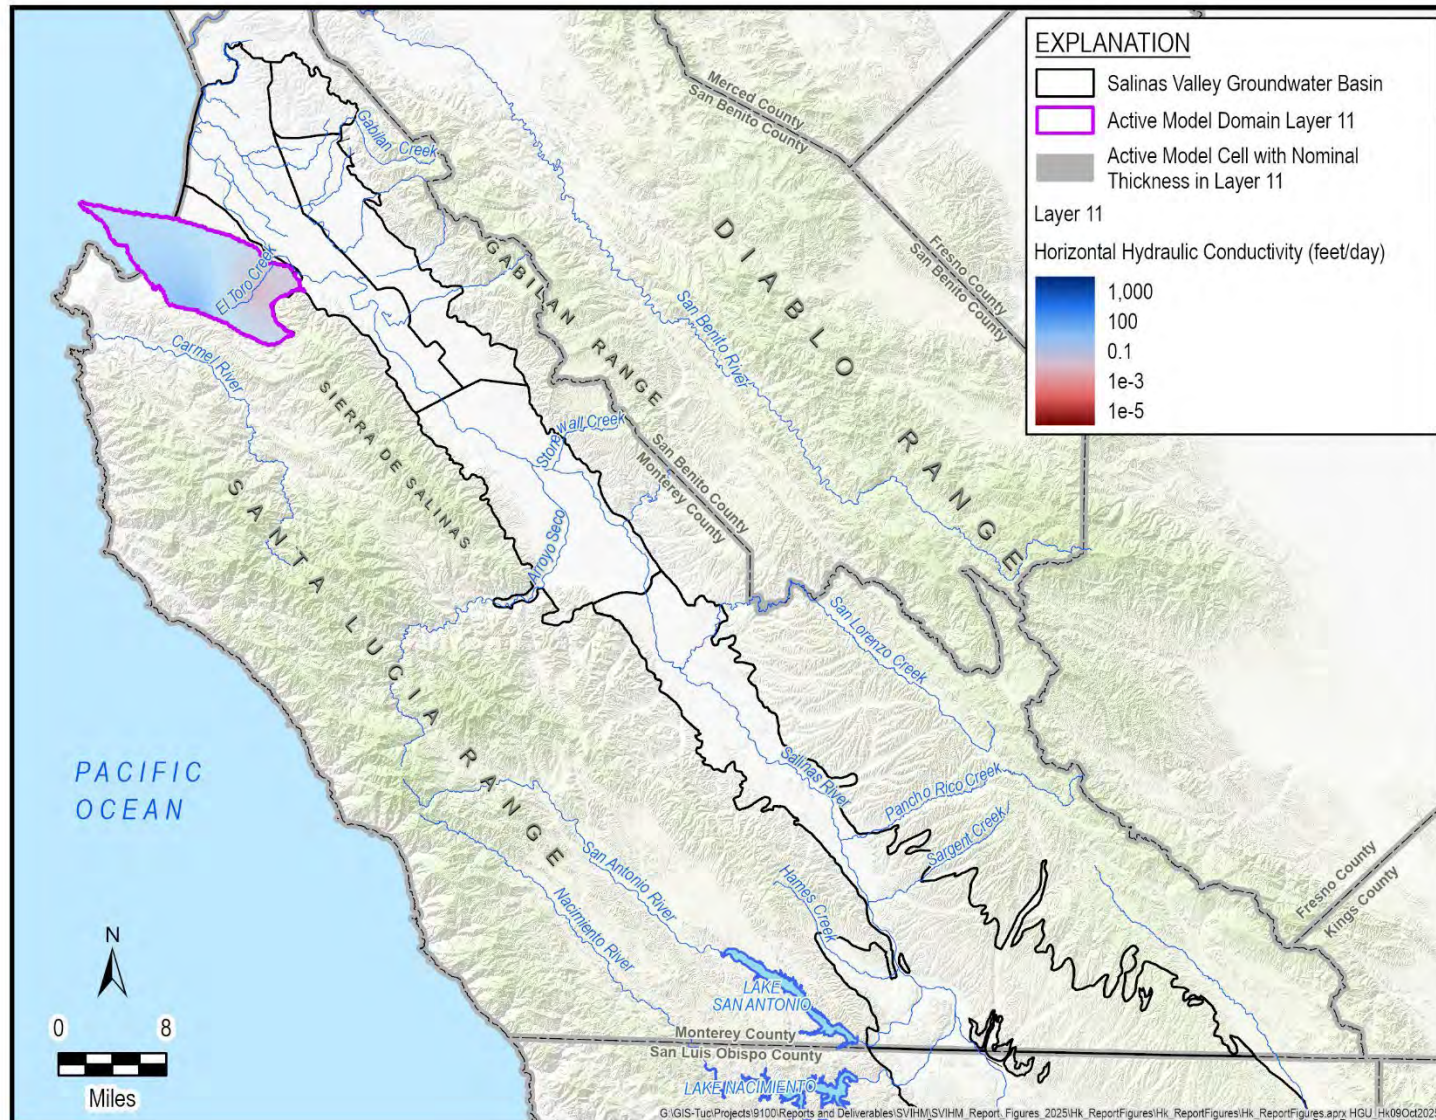 EXPLANATION
Salinas Valley Groundwater Basin
Active Model Domain Layer 11
Active Model Cell with Nominal
Thickness in Layer 11
Layer 11
Horizontal Hydraulic Conductivity (feet/day)
1,000
100
0.1
1e-3
1e-5
Merced County
San Benito County
Fresno County
San Benito County
Gabilan Creek
DIABLO RANGE
GABILAN RANGE
San Benito River
El Toro Creek
Carmel River
SIERRA DE SALINAS
Stonewall Creek
San Benito County
Monterey County
SANTA LUCIA RANGE
Arroyo Seco
San Lorenzo Creek
PACIFIC
OCEAN
Salinas River
Pancho Rico Creek
Sargent Creek
San Antonio River
Nacimiento River
Hames Creek
Fresno County
Kings County
N
0 8
Miles
LAKE
SAN ANTONIO
Monterey County
San Luis Obispo County
LAKE NACIMIENTO